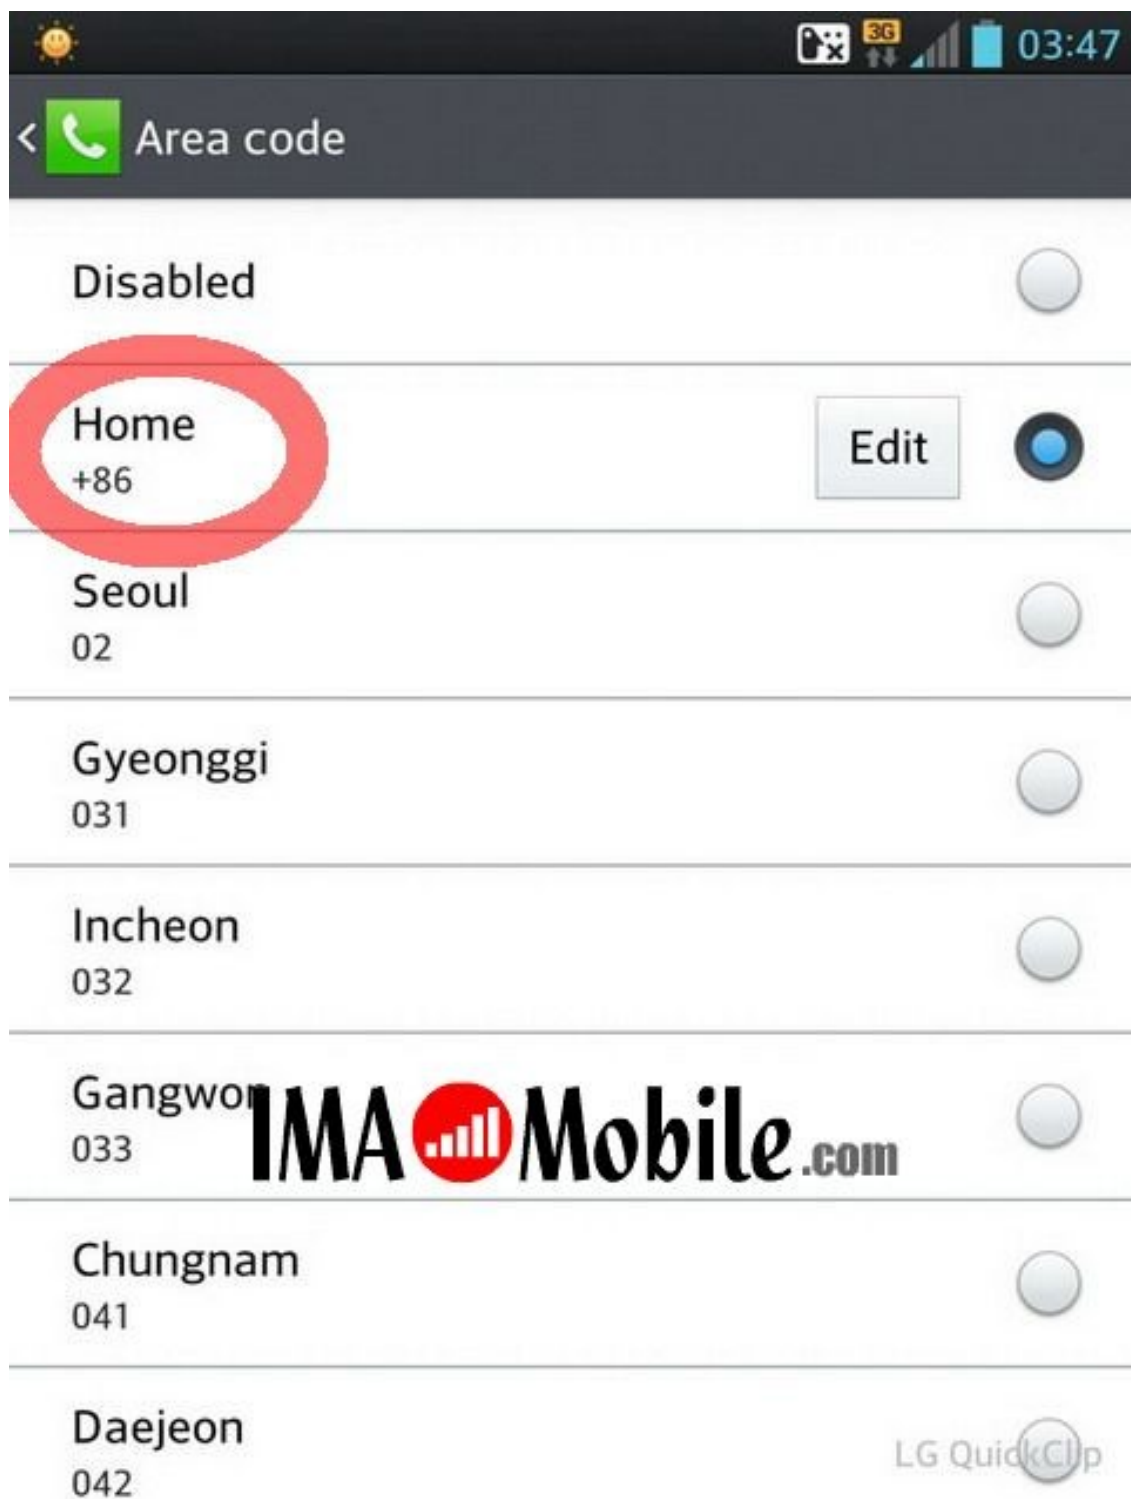 3G
03:47
Area code
Disabled
Home
+86
Edit
Seoul
02
Gyeonggi
031
Incheon
032
Gangwon
033
IMA Mobile.com
Chungnam
041
Daejeon
042
LG QuickClip